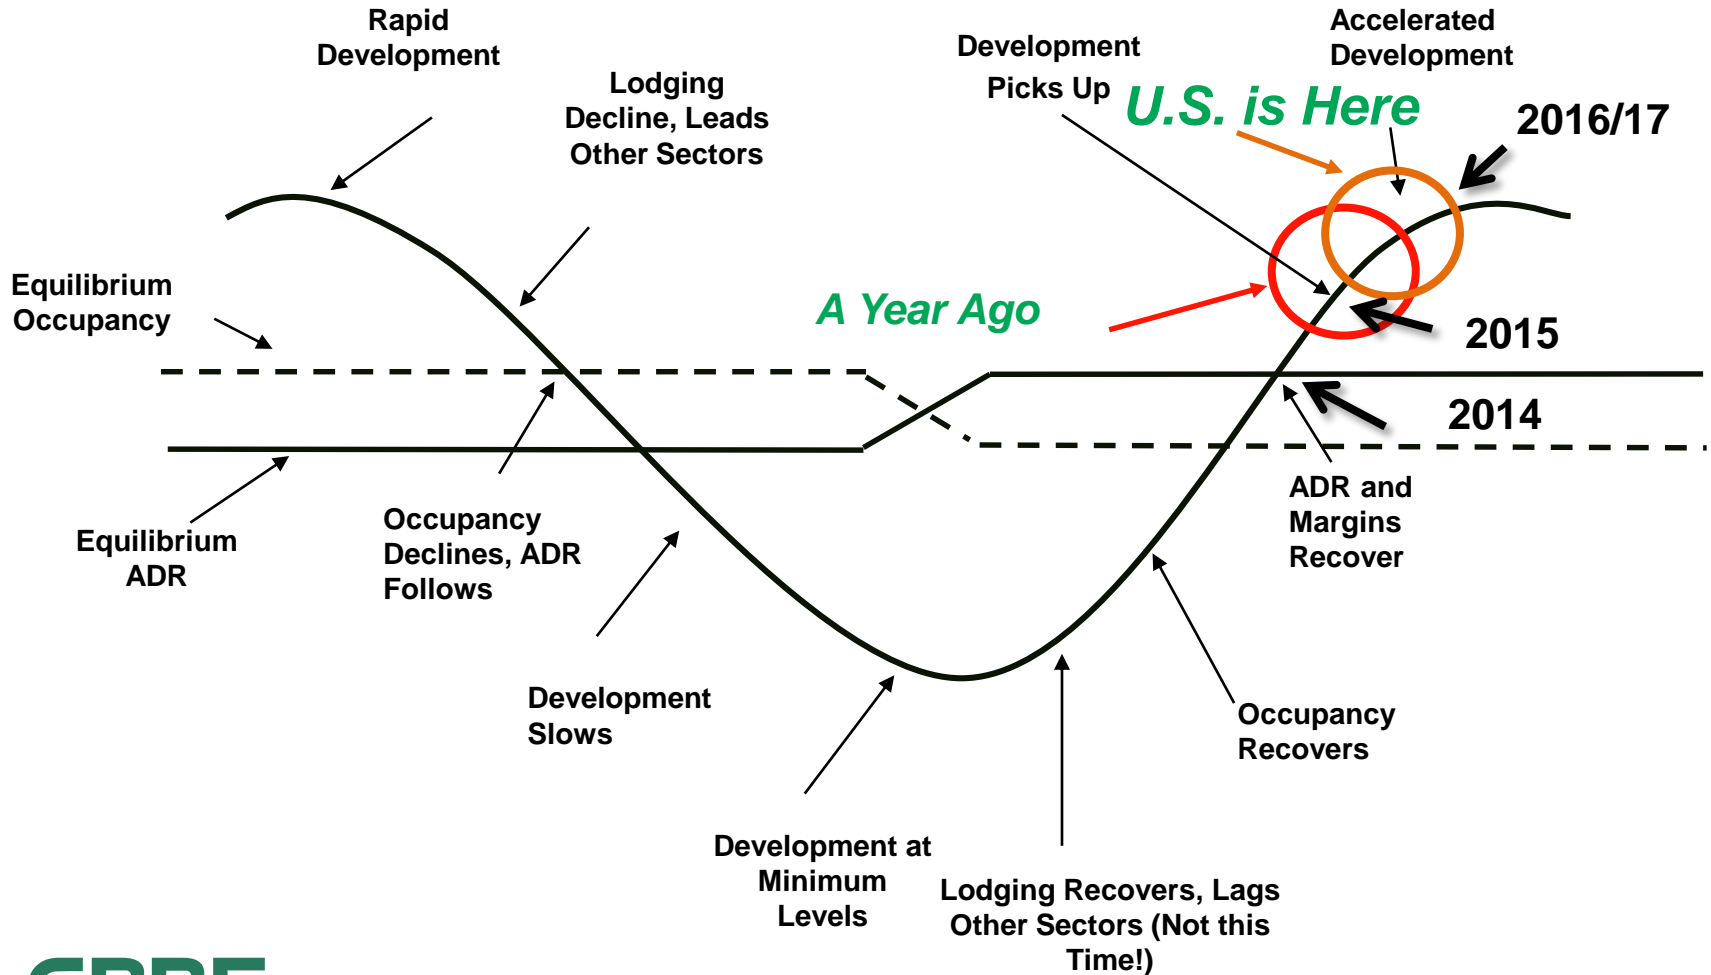 Rapid
Development
Lodging
Decline, Leads
Other Sectors
Development
Picks Up
Accelerated
Development
U.S. is Here
2016/17
Equilibrium
Occupancy
A Year Ago
2015
2014
Equilibrium
ADR
Occupancy
Declines, ADR
Follows
ADR and
Margins
Recover
Development
Slows
Occupancy
Recovers
Development at
Minimum
Levels
Lodging Recovers, Lags
Other Sectors (Not this
Time!)